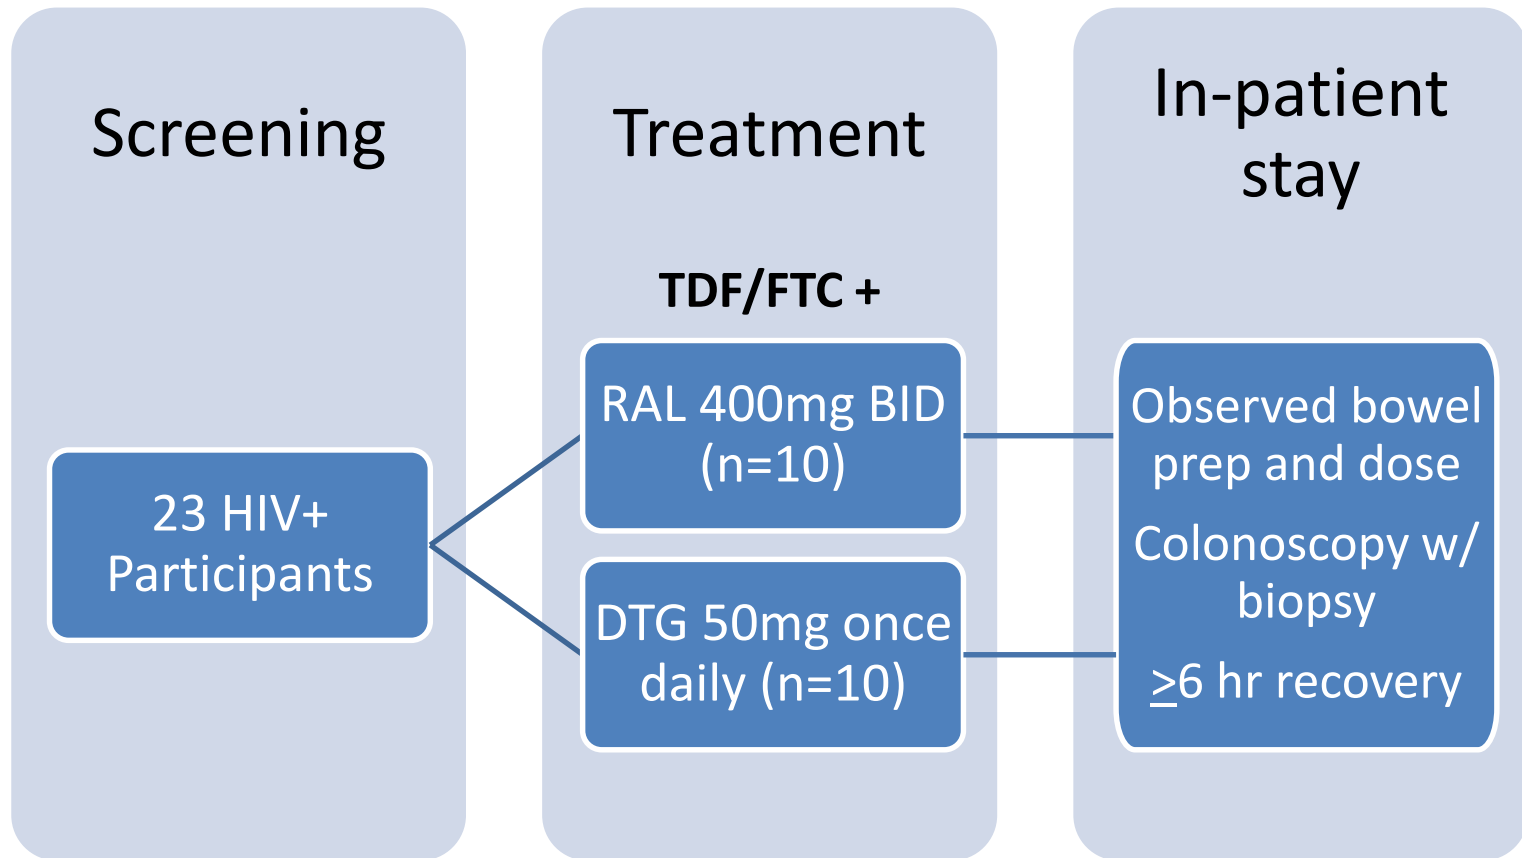 Screening
23 HIV+
Participants
Treatment
TDF/FTC +
RAL 400mg BID
(n=10)
DTG 50mg once
daily (n=10)
In-patient
stay
Observed bowel
prep and dose
Colonoscopy w/
biopsy
≥6 hr recovery